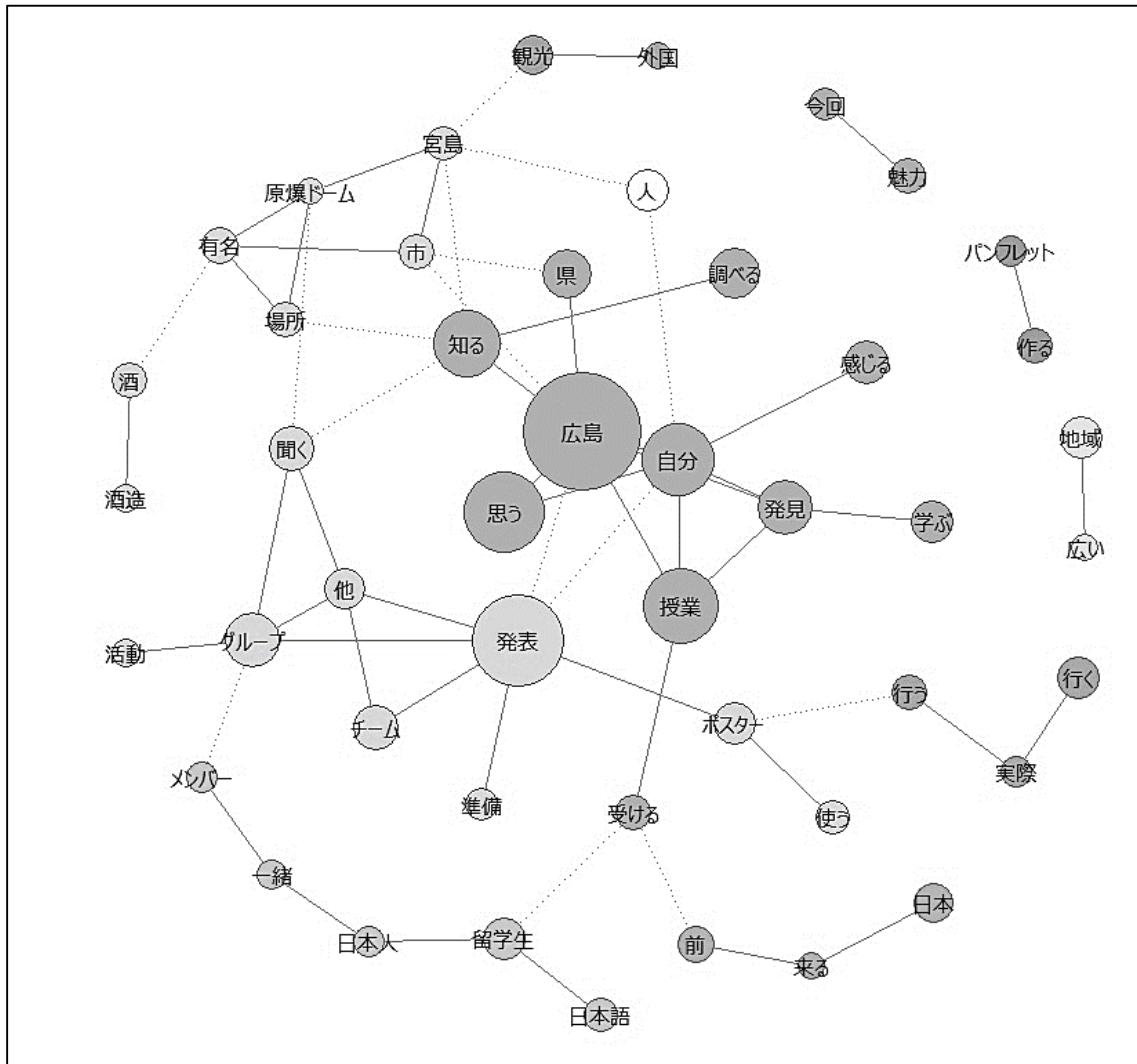 観光
外国
今回
宮島
魅力
人
原爆ドーム
有名
市
パンフレット
県
調べる
場所
知る
作る
感じる
酒
広島
地域
聞く
自分
酒造
思う
発見
学ぶ
広い
他
授業
グループ
発表
活動
行く
行う
チーム
ポスター
メンバー
実際
準備
受ける
使う
一緒
日本
日本人
留学生
前
来る
日本語